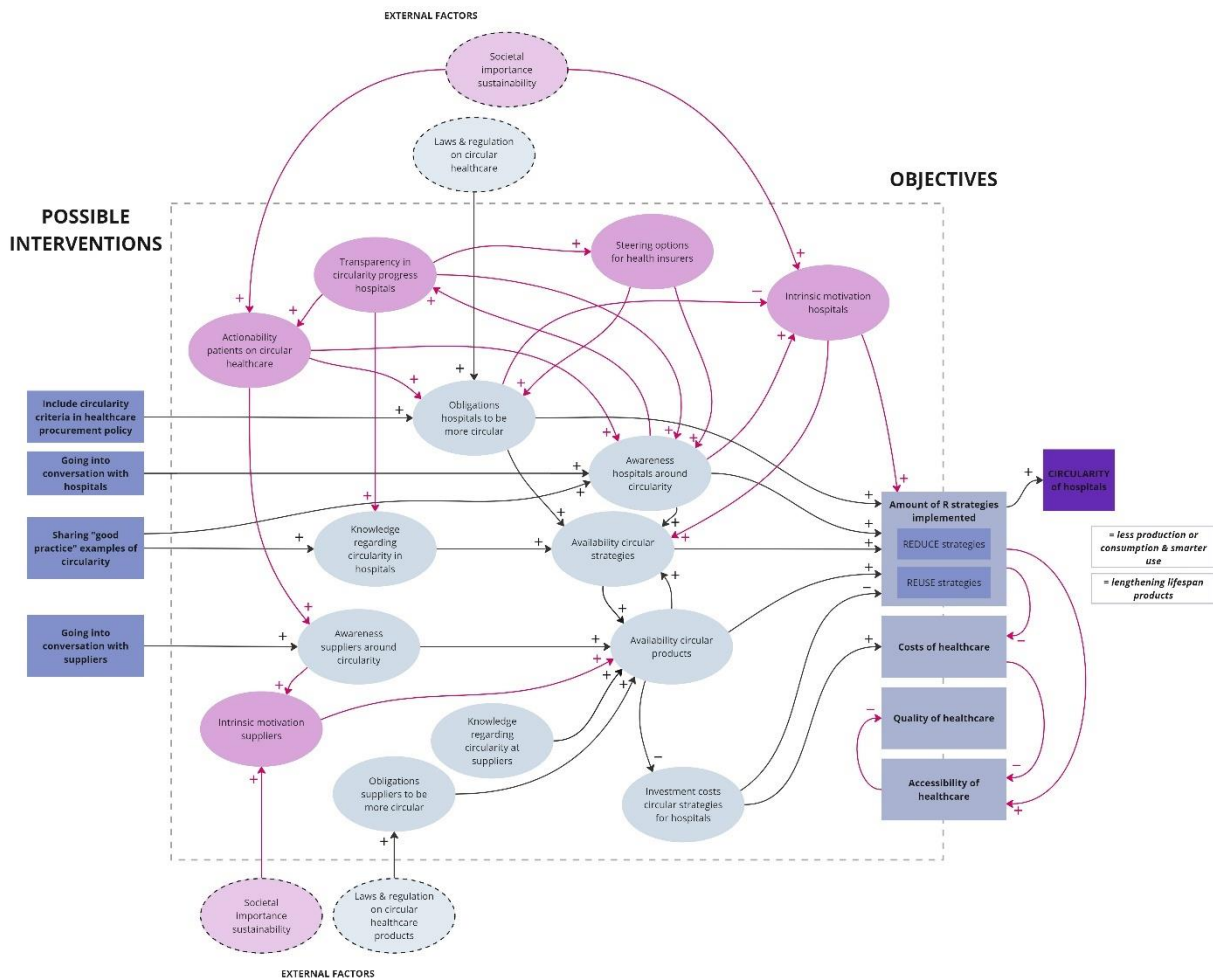 EXTERNAL FACTORS
Societal
importance
sustainability
Laws & regulation
on circular
healthcare
OBJECTIVES
POSSIBLE
INTERVENTIONS
Transparency in
circularity progress
hospitals
Steering options
for health insurers
Intrinsic motivation
hospitals
Actionability
patients on circular
healthcare
Include circularity
criteria in healthcare
procurement policy
Obligations
hospitals to be
more circular
Going into
conversation with
hospitals
Awareness
hospitals around
circularity
CIRCULARITY
of hospitals
Sharing "good
practice" examples of
circularity
Knowledge
regarding
circularity in
hospitals
Availability circular
strategies
Amount of R strategies
implemented
REDUCE strategies
REUSE strategies
= less production or
consumption & smarter
use
= lengthening lifespan
products
Going into
conversation with
suppliers
Awareness
suppliers around
circularity
Availability circular
products
Costs of healthcare
Intrinsic motivation
suppliers
Knowledge
regarding
circularity at
suppliers
Quality of healthcare
Obligations
suppliers to be
more circular
Investment costs
circular strategies
for hospitals
Accessibility of
healthcare
Societal
importance
sustainability
Laws & regulation
on circular
healthcare
products
EXTERNAL FACTORS